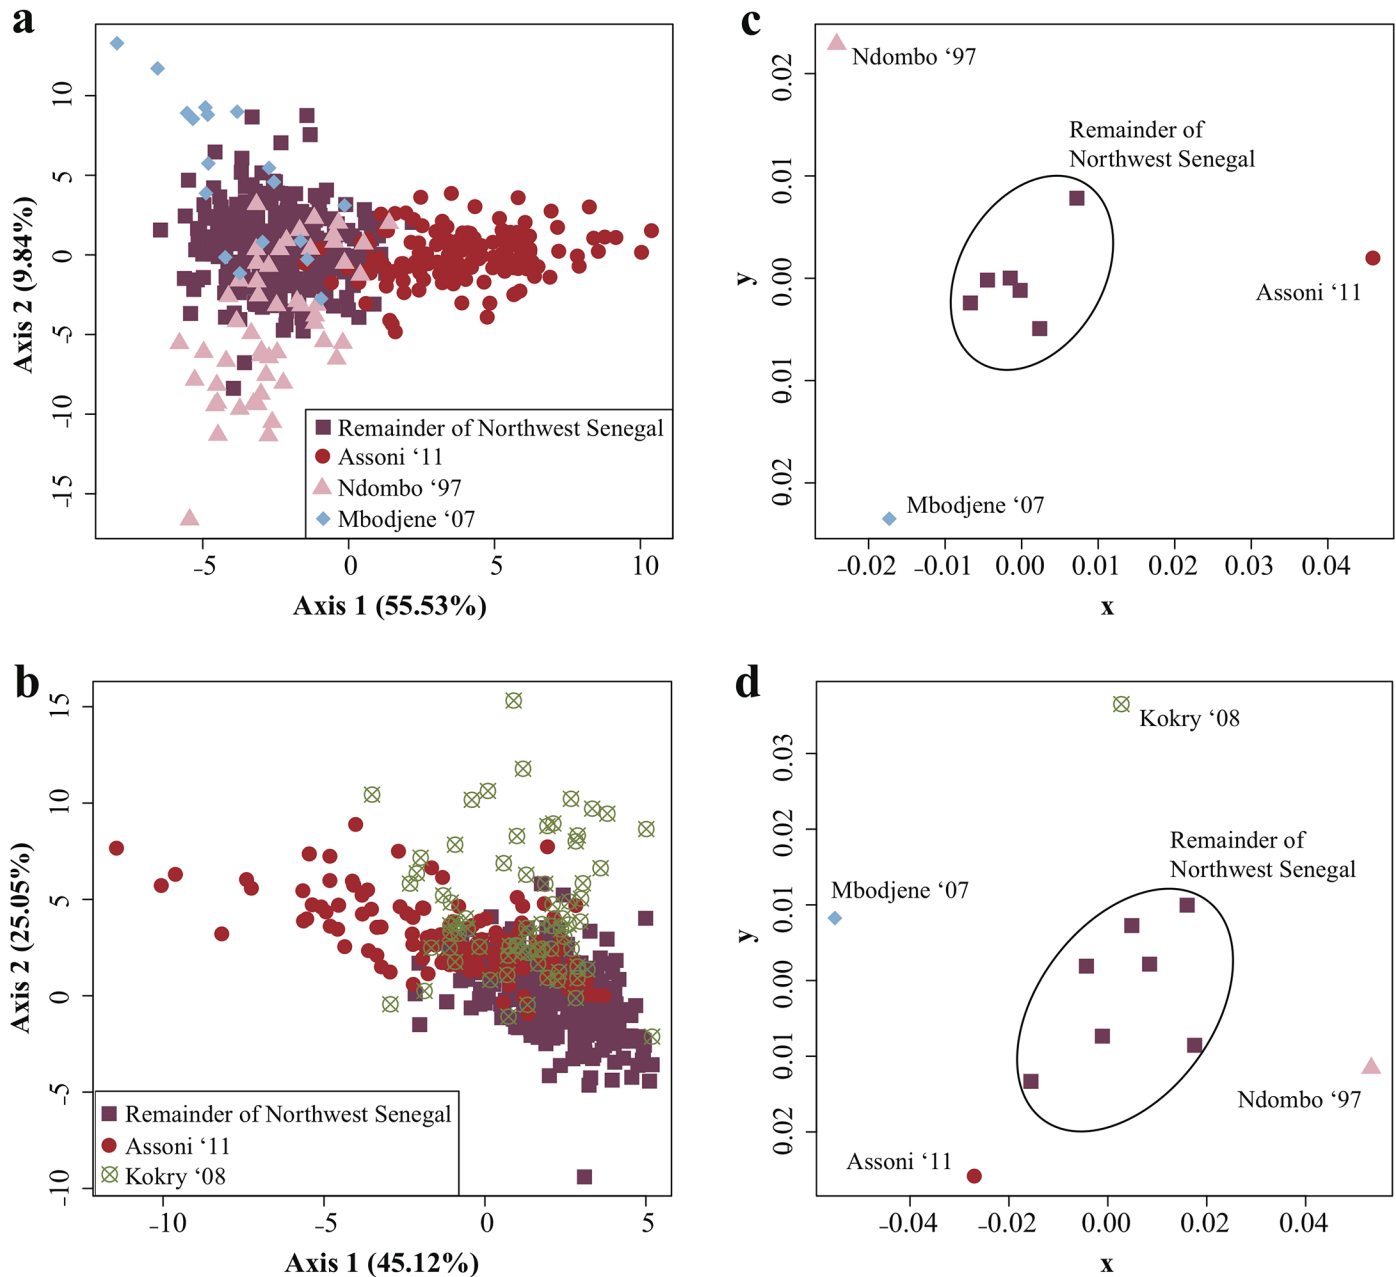 a
10
5
0
-5
-10
-15
Axis 2 (9.84%)
Remainder of Northwest Senegal
Assoni ‘11
Ndombo ‘97
Mbodjene ‘07
-5
0
5
10
Axis 1 (55.53%)
c
0.02
0.01
0.00
0.01
0.02
y
Ndombo ‘97
Remainder of
Northwest Senegal
Assoni ‘11
Mbodjene ‘07
-0.02
-0.01
0.00
0.01
0.02
0.03
0.04
x
b
15
10
5
0
-5
-10
Axis 2 (25.05%)
Remainder of Northwest Senegal
Assoni ‘11
Kokry ‘08
-10
-5
0
5
Axis 1 (45.12%)
d
0.03
0.02
0.01
0.00
0.01
0.02
y
Kokry ‘08
Remainder of
Northwest Senegal
Mbodjene ‘07
Ndombo ‘97
Assoni ‘11
-0.04
-0.02
0.00
0.02
0.04
x